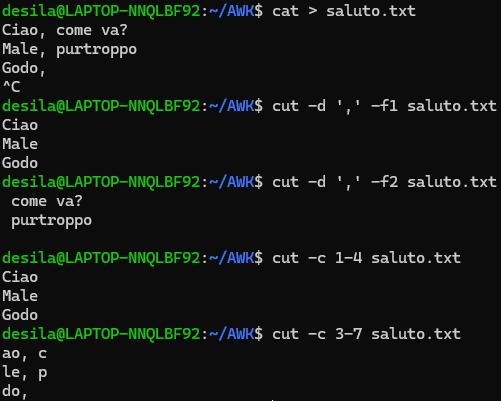 desila@LAPTOP-NNQLBF92:~/AWK$ cat > saluto.txt
Ciao, come va?
Male, purtroppo
Godo,
^C
desila@LAPTOP-NNQLBF92:~/AWK$ cut -d ',' -f1 saluto.txt
Ciao
Male
Godo
desila@LAPTOP-NNQLBF92:~/AWK$ cut -d ',' -f2 saluto.txt
 come va?
 purtroppo

desila@LAPTOP-NNQLBF92:~/AWK$ cut -c 1-4 saluto.txt
Ciao
Male
Godo
desila@LAPTOP-NNQLBF92:~/AWK$ cut -c 3-7 saluto.txt
ao, c
le, p
do,